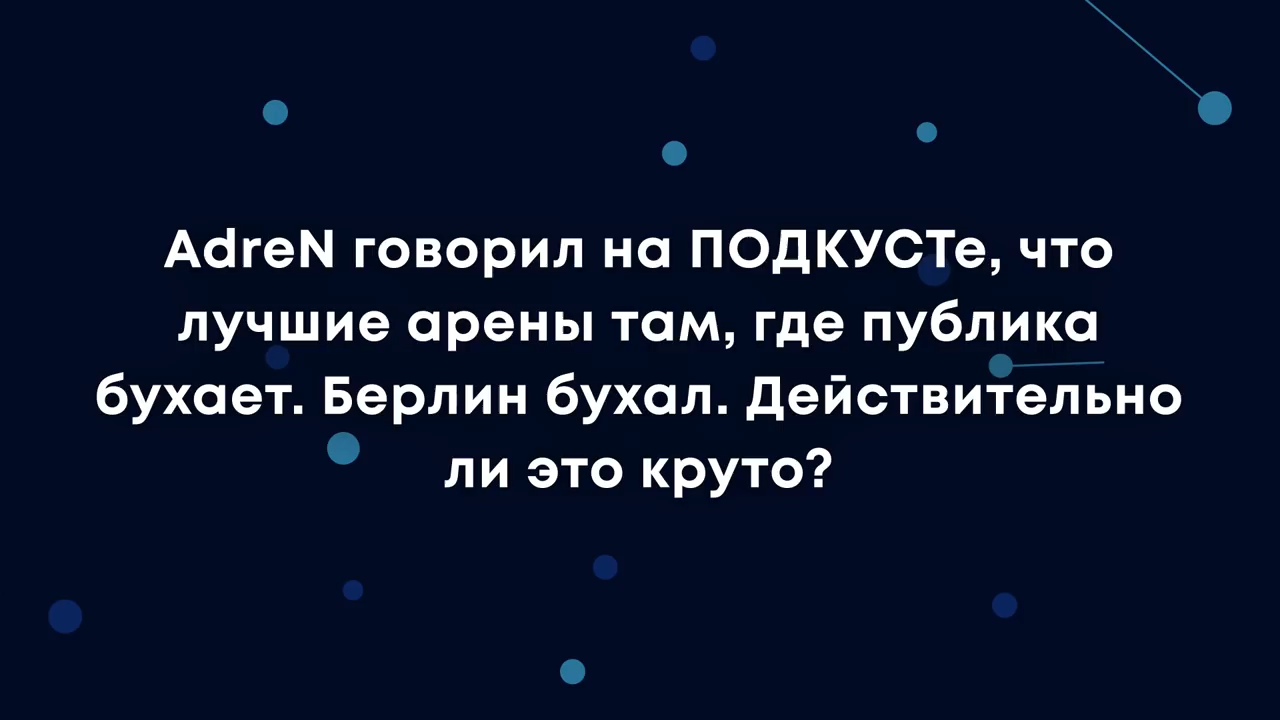 AdreN говорил на ПОДКУСТе, что
лучшие арены там, где публика
бухает. Берлин бухал. Действительно
ли это круто?